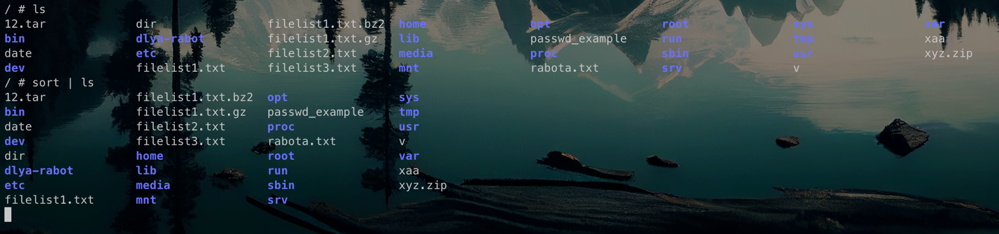 / # ls
12.tar dir filelist1.txt.bz2 home opt root sys var
bin dlya-rabot filelist1.txt.gz lib passwd_example run tmp xaa
date etc filelist2.txt media proc sbin usr xyz.zip
dev filelist1.txt filelist3.txt mnt rabota.txt srv v
/ # sort | ls
12.tar filelist1.txt.bz2 opt sys
bin filelist1.txt.gz passwd_example tmp
date filelist2.txt proc usr
dev filelist3.txt rabota.txt v
dir home root var
dlya-rabot lib run xaa
etc media sbin xyz.zip
filelist1.txt mnt srv